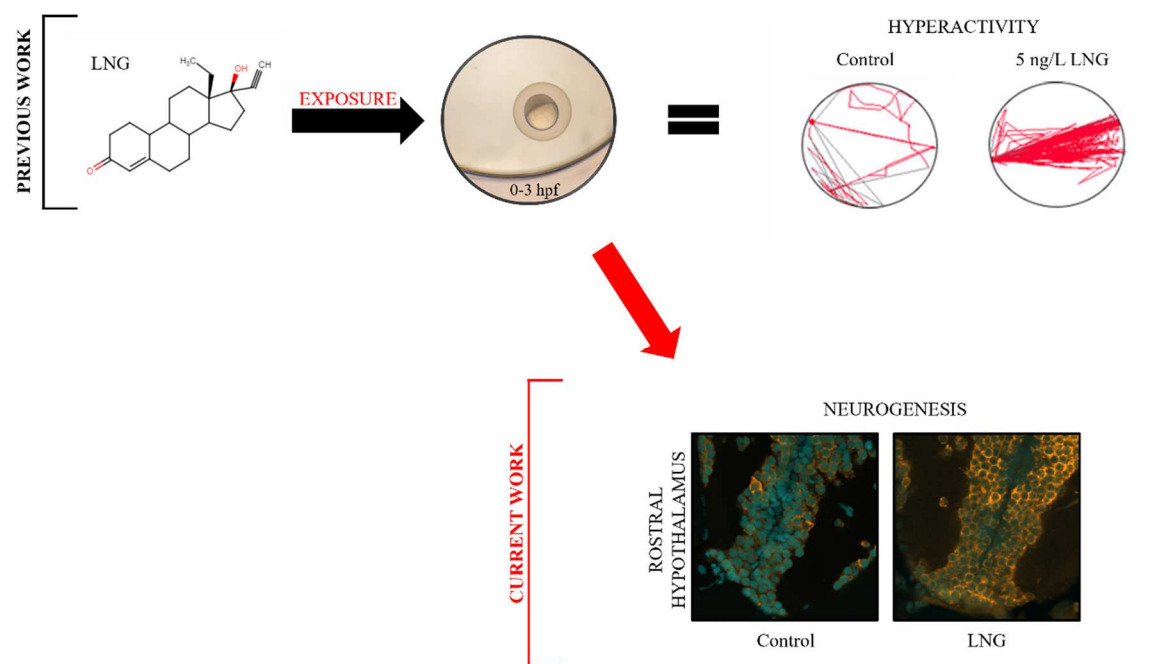 PREVIOUS WORK
LNG
H₃C
OH
CH
O
EXPOSURE
0-3 hpf
HYPERACTIVITY
Control
5 ng/L LNG
CURRENT WORK
NEUROGENESIS
ROSTRAL
HYPOTHALAMUS
Control
LNG